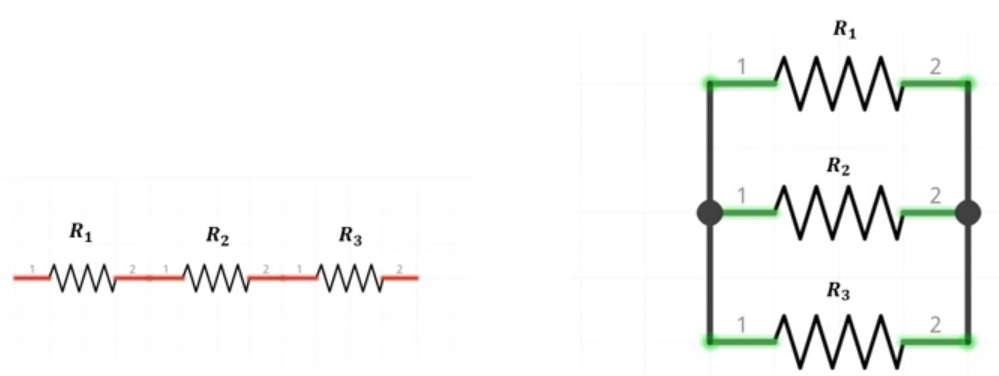 R₁ R₂ R₃
1 2 1 2 1 2
R₁
1 2
R₂
1 2
R₃
1 2